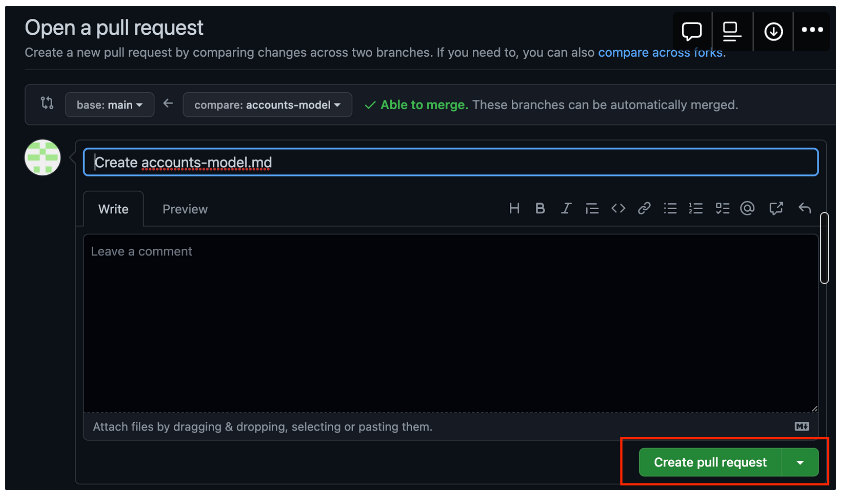 Open a pull request
Create a new pull request by comparing changes across two branches. If you need to, you can also compare across forks.
base: main
compare: accounts-model
Able to merge. These branches can be automatically merged.
Create accounts-model.md
Write Preview
H B I
Leave a comment
Attach files by dragging & dropping, selecting or pasting them.
Create pull request